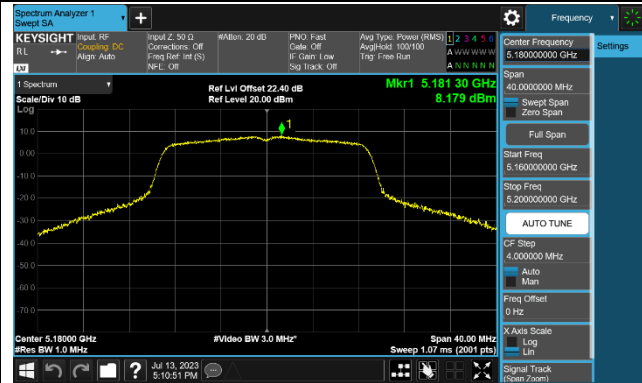 Spectrum Analyzer 1
Swept SA
Frequency
KEYSIGHT
RL
Input: RF
Coupling: DC
Align: Auto
Input Z: 50 Ω
Corrections: Off
Freq Ref: Int (S)
NFE: Off
#Atten: 20 dB
PNO: Fast
Gate: Off
IF Gain: Low
Sig Track: Off
Avg Type: Power (RMS)
Avg|Hold: 100/100
Trig: Free Run
1 2 3 4 5 6
A W W W W W
A N N N N N
LXI
1 Spectrum
Scale/Div 10 dB
Log
Ref Lvl Offset 22.40 dB
Ref Level 20.00 dBm
Mkr1 5.181 30 GHz
8.179 dBm
1
10.0
0.00
-10.0
-20.0
-30.0
-40.0
-50.0
-60.0
-70.0
Center 5.18000 GHz
#Res BW 1.0 MHz
#Video BW 3.0 MHz*
Span 40.00 MHz
Sweep 1.07 ms (2001 pts)
Jul 13, 2023
5:10:51 PM
Center Frequency
5.180000000 GHz
Settings
Span
40.0000000 MHz
Swept Span
Zero Span
Full Span
Start Freq
5.160000000 GHz
Stop Freq
5.200000000 GHz
AUTO TUNE
CF Step
4.000000 MHz
Auto
Man
Freq Offset
0 Hz
X Axis Scale
Log
Lin
Signal Track
(Span Zoom)